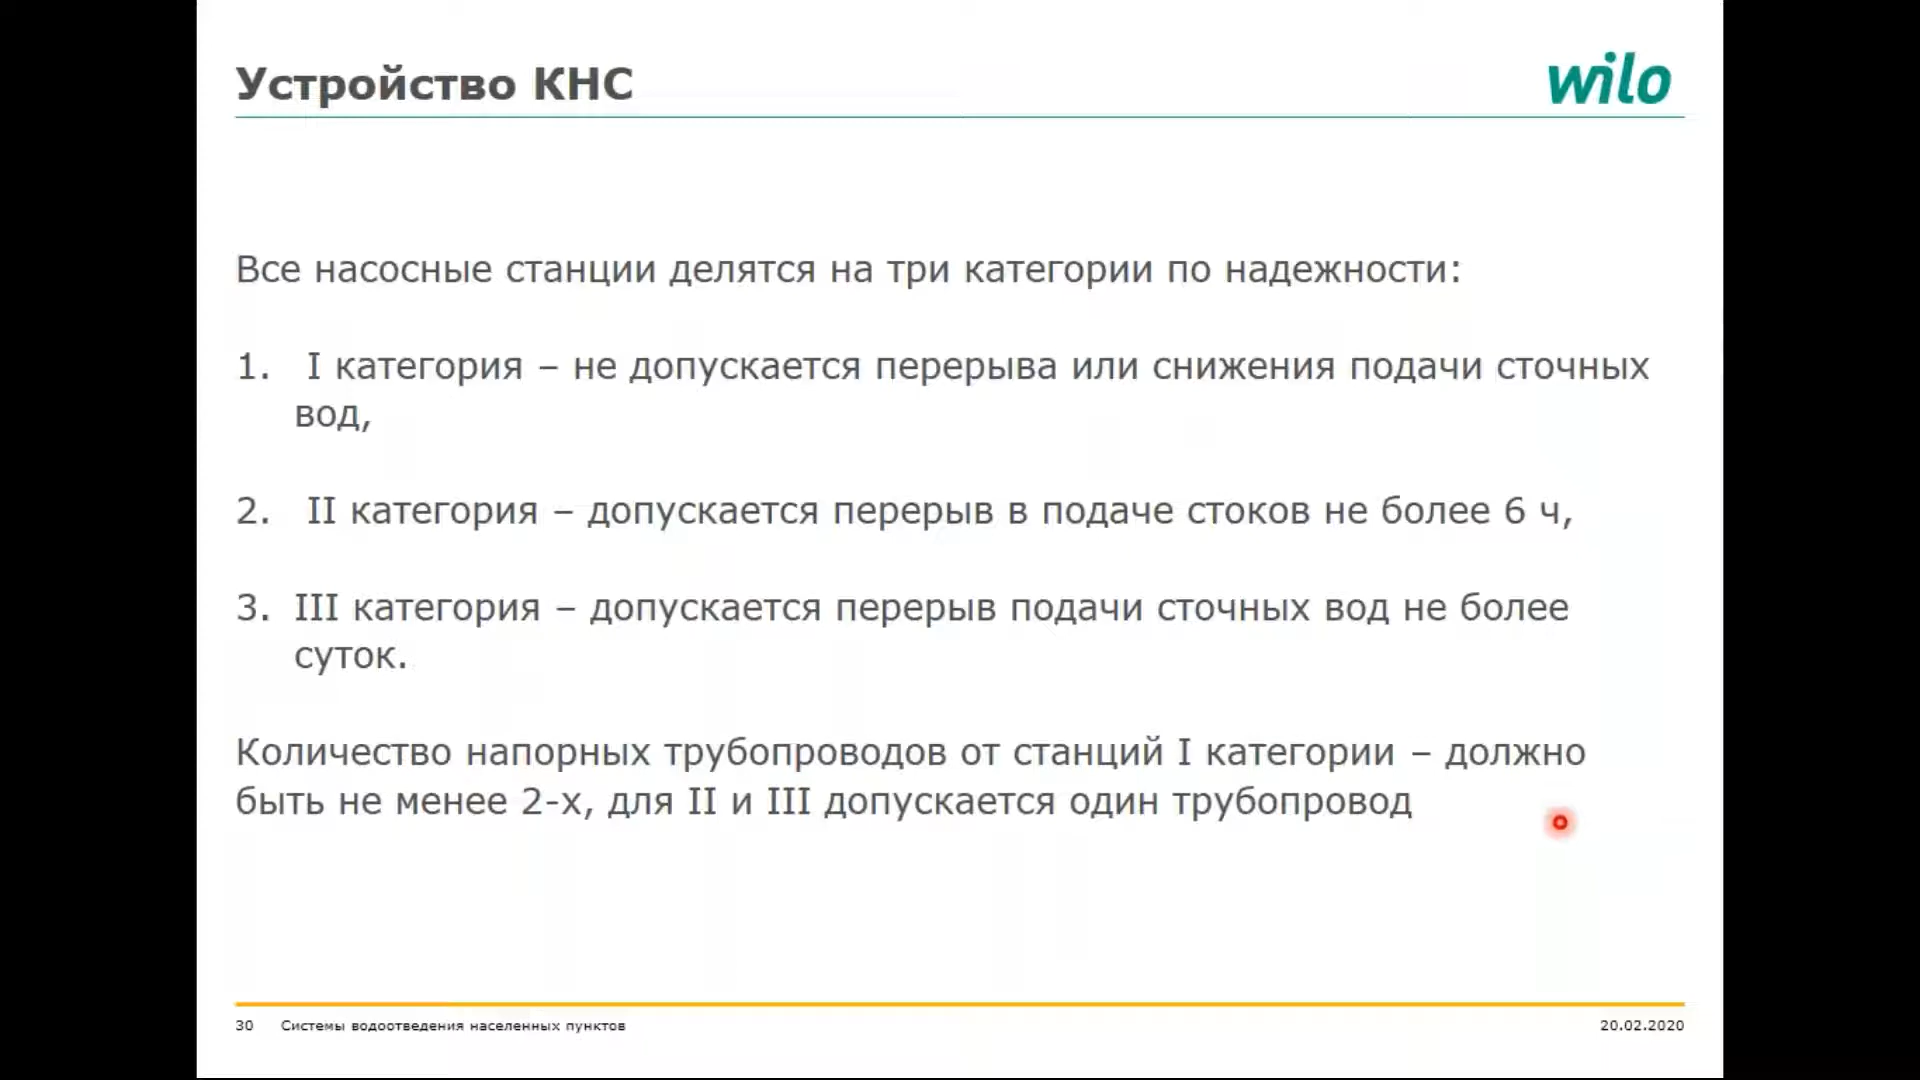 Устройство КНС
wilo
Все насосные станции делятся на три категории по надежности:
1. I категория – не допускается перерыва или снижения подачи сточных
вод,
2. II категория – допускается перерыв в подаче стоков не более 6 ч,
3. III категория – допускается перерыв подачи сточных вод не более
суток.
Количество напорных трубопроводов от станций I категории – должно
быть не менее 2-х, для II и III допускается один трубопровод
30 Системы водоотведения населенных пунктов
20.02.2020